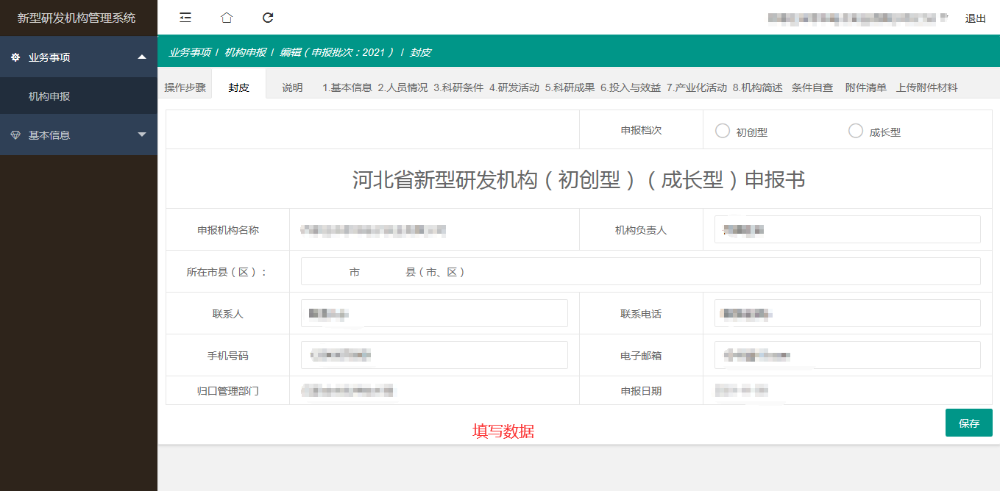 新型研发机构管理系统
退出
业务事项
机构申报
基本信息
业务事项 / 机构申报 / 编辑（申报批次：2021） / 封皮
操作步骤 封皮 说明 1.基本信息 2.人员情况 3.科研条件 4.研发活动 5.科研成果 6.投入与效益 7.产业化活动 8.机构简述 条件自查 附件清单 上传附件材料
申报档次 初创型 成长型
河北省新型研发机构（初创型）（成长型）申报书
申报机构名称 机构负责人
所在市县（区）： 市 县（市、区）
联系人 联系电话
手机号码 电子邮箱
归口管理部门 申报日期
保存
填写数据